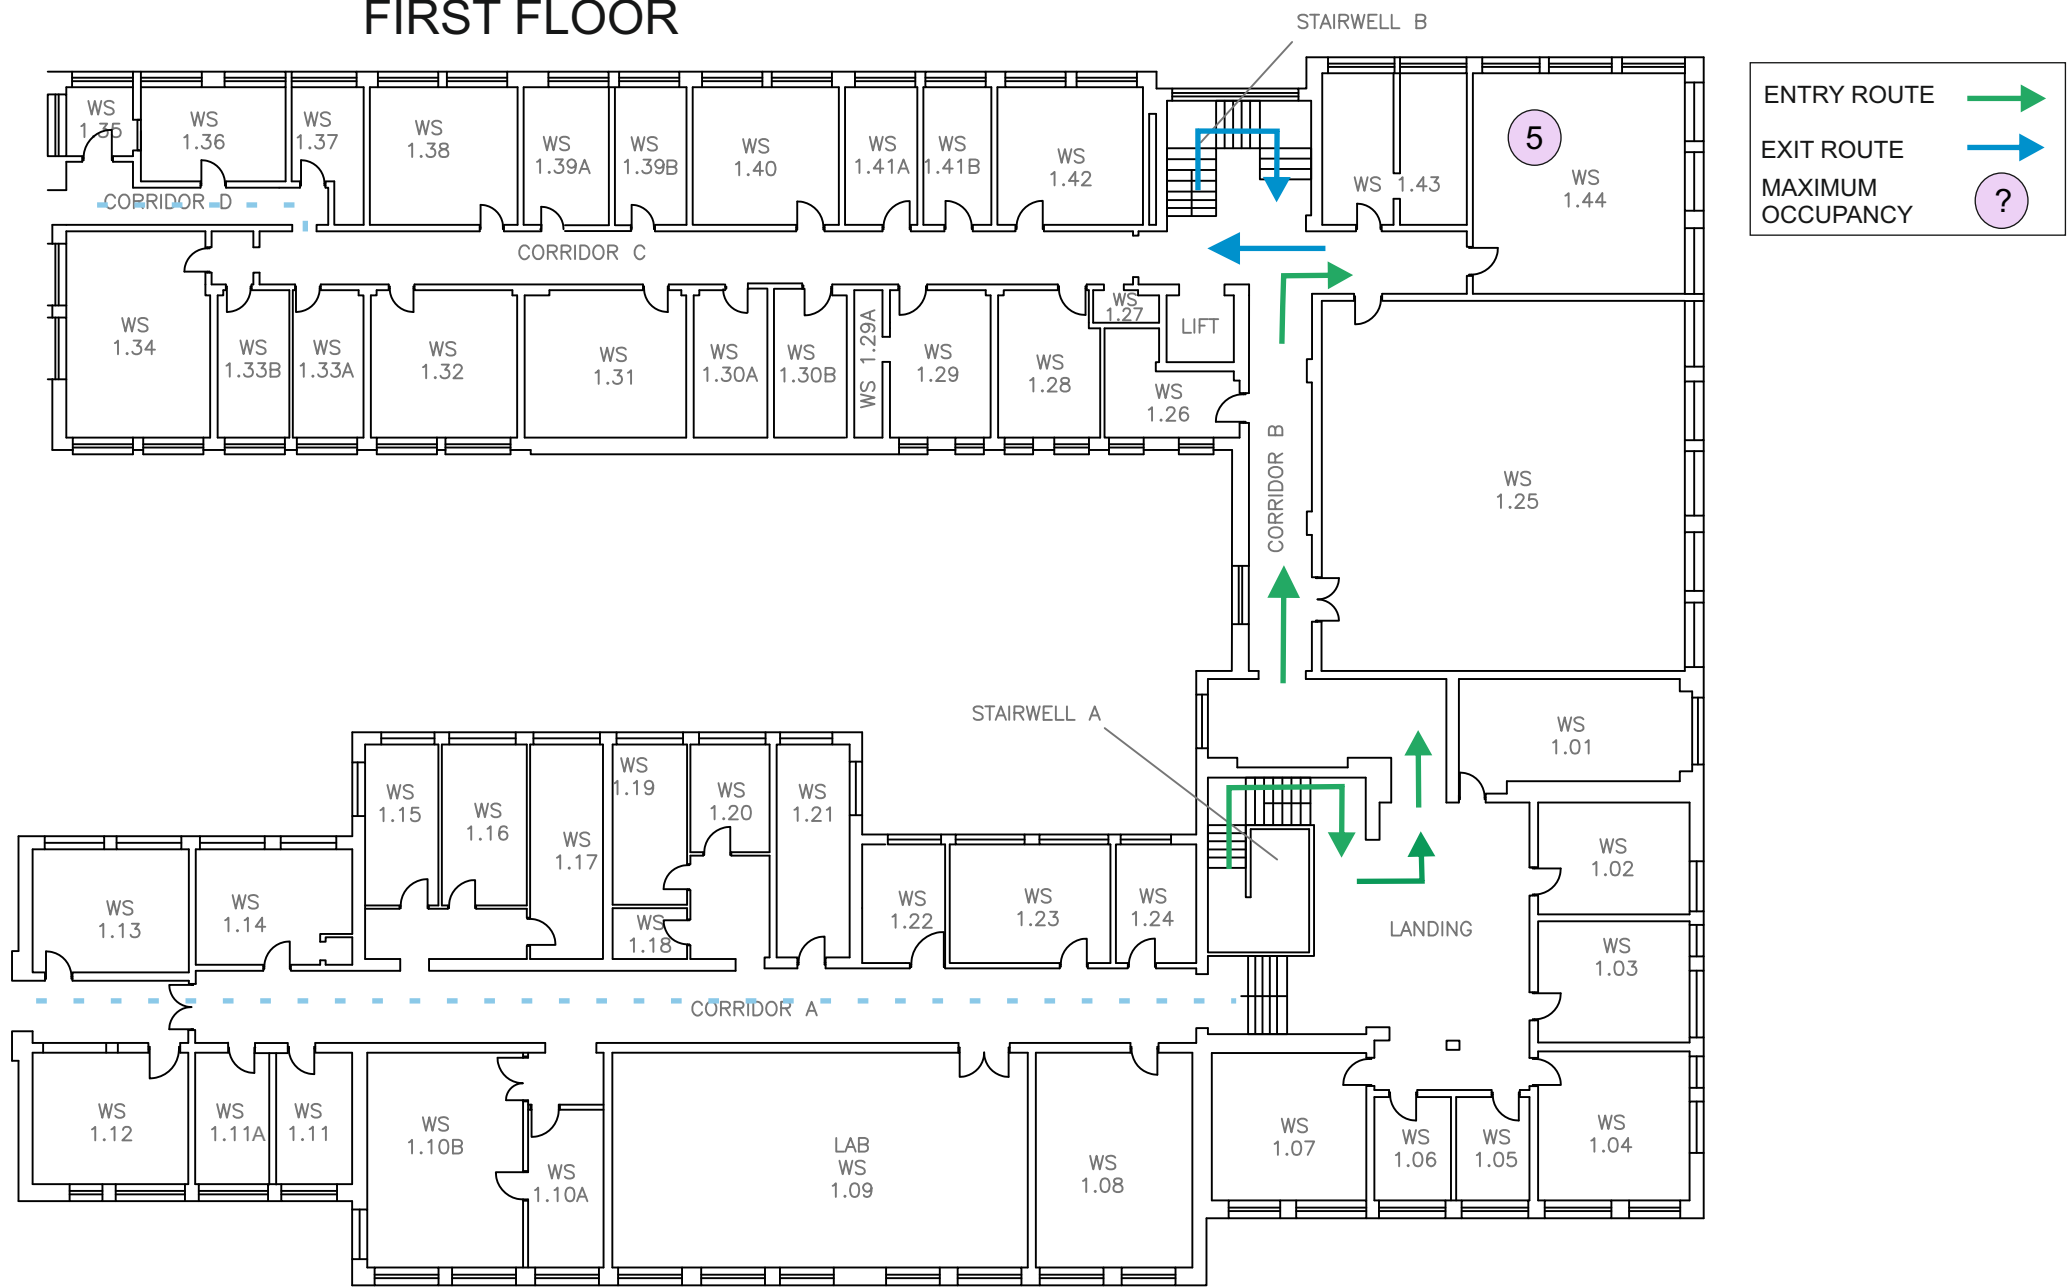 FIRST FLOOR
STAIRWELL B
ENTRY ROUTE
EXIT ROUTE
MAXIMUM
OCCUPANCY
?
5
WS
1.35
WS
1.36
WS
1.37
WS
1.38
WS
1.39A
WS
1.39B
WS
1.40
WS
1.41A
WS
1.41B
WS
1.42
WS 1.43
WS
1.44
CORRIDOR D
CORRIDOR C
WS
1.34
WS
1.33B
WS
1.33A
WS
1.32
WS
1.31
WS
1.30A
WS
1.30B
WS 1.29A
WS
1.29
WS
1.28
WS
1.27
LIFT
WS
1.26
CORRIDOR B
WS
1.25
STAIRWELL A
WS
1.01
WS
1.15
WS
1.16
WS
1.17
WS
1.19
WS
1.20
WS
1.21
WS
1.02
WS
1.13
WS
1.14
WS
1.18
WS
1.22
WS
1.23
WS
1.24
LANDING
WS
1.03
CORRIDOR A
WS
1.12
WS
1.11A
WS
1.11
WS
1.10B
WS
1.10A
LAB
WS
1.09
WS
1.08
WS
1.07
WS
1.06
WS
1.05
WS
1.04